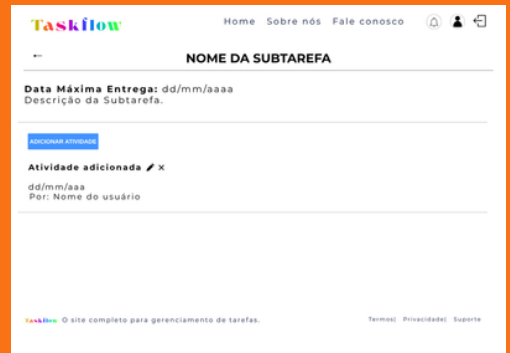 Taskflow Home Sobre nós Fale conosco
NOME DA SUBTAREFA
Data Máxima Entrega: dd/mm/aaaa
Descrição da Subtarefa.
ADICIONAR ATIVIDADE
Atividade adicionada
dd/mm/aaa
Por: Nome do usuário
Taskflow O site completo para gerenciamento de tarefas. Termos| Privacidade| Suporte